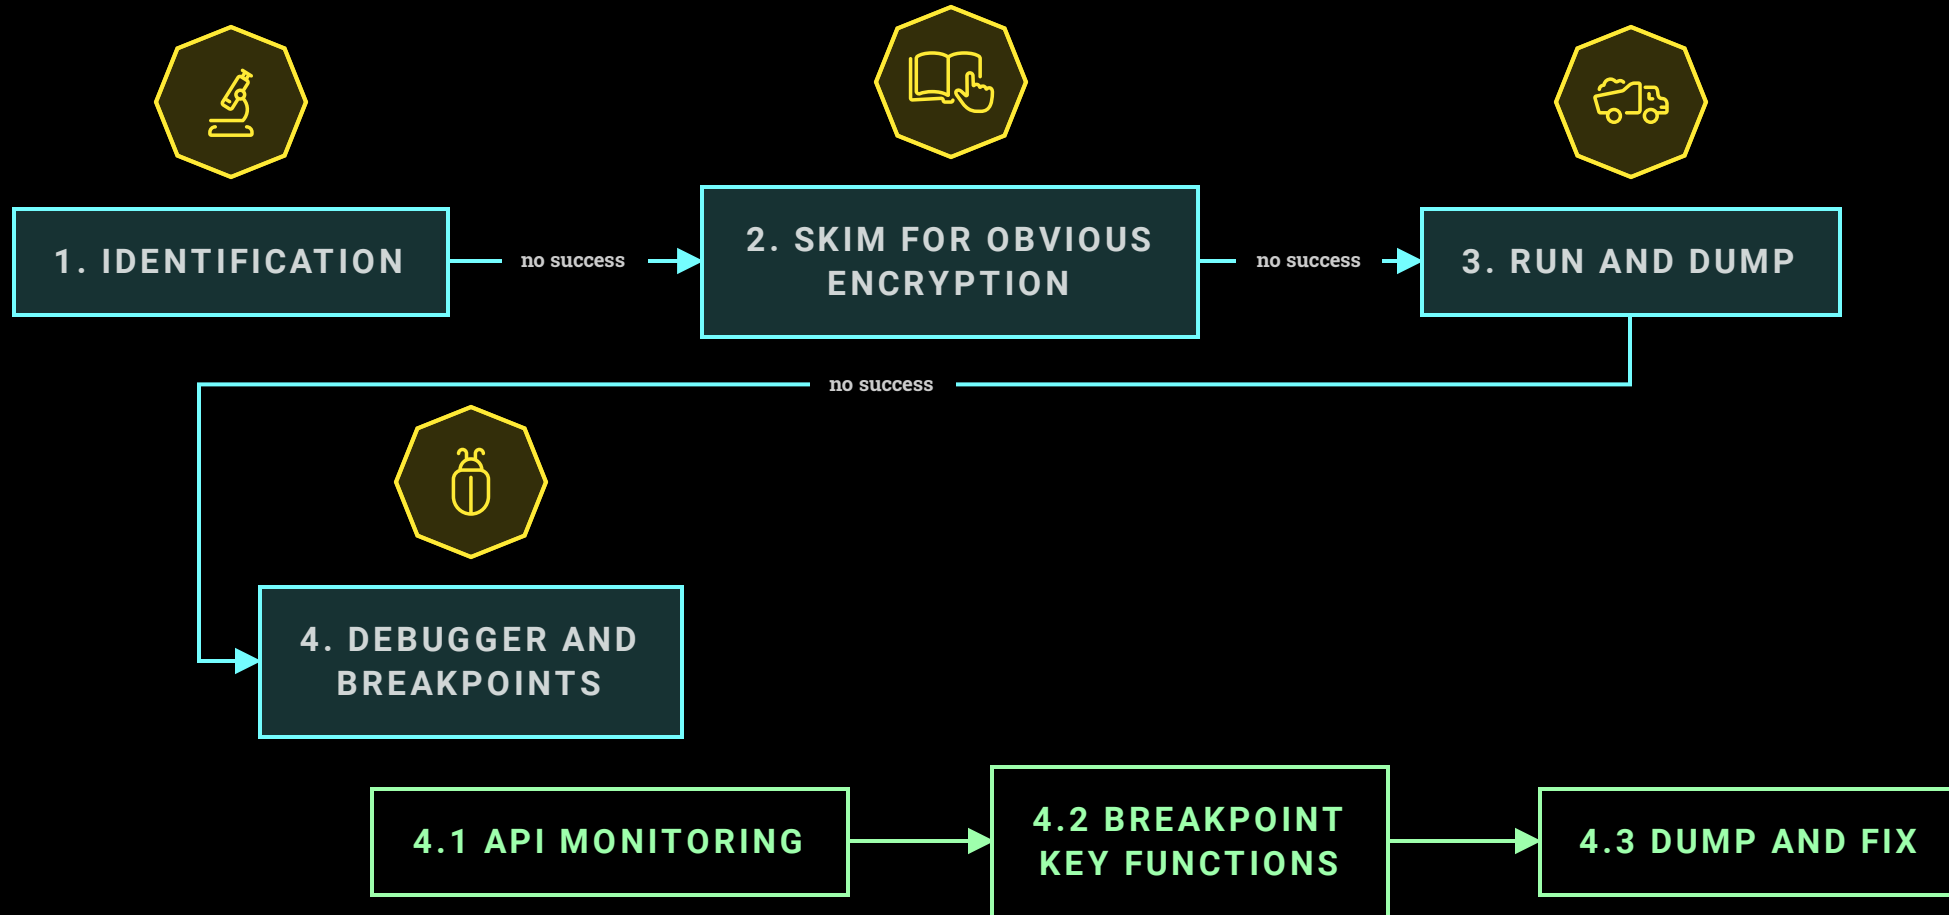 1. IDENTIFICATION
no success
2. SKIM FOR OBVIOUS
ENCRYPTION
no success
3. RUN AND DUMP
no success
4. DEBUGGER AND
BREAKPOINTS
4.1 API MONITORING
4.2 BREAKPOINT
KEY FUNCTIONS
4.3 DUMP AND FIX